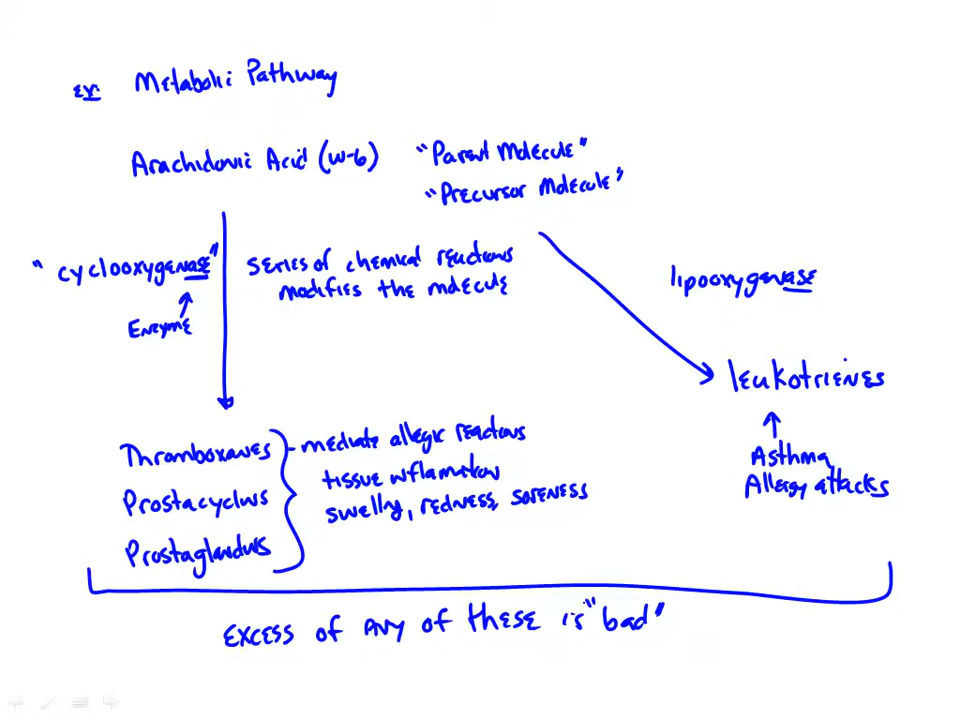 ex: Metabolic Pathway
Arachidonic Acid (w-6) "Parent Molecule"
"Precursor Molecule"
"cyclooxygenase"
Enzyme
series of chemical reactions
modifies the molecule
lipooxygenase
leukotrienes
Asthma
Allergy attacks
Thromboxanes
Prostacyclins
Prostaglandins
- mediate allergic reactions
tissue inflamation
swelling, redness, soreness
Excess of any of these is "bad"